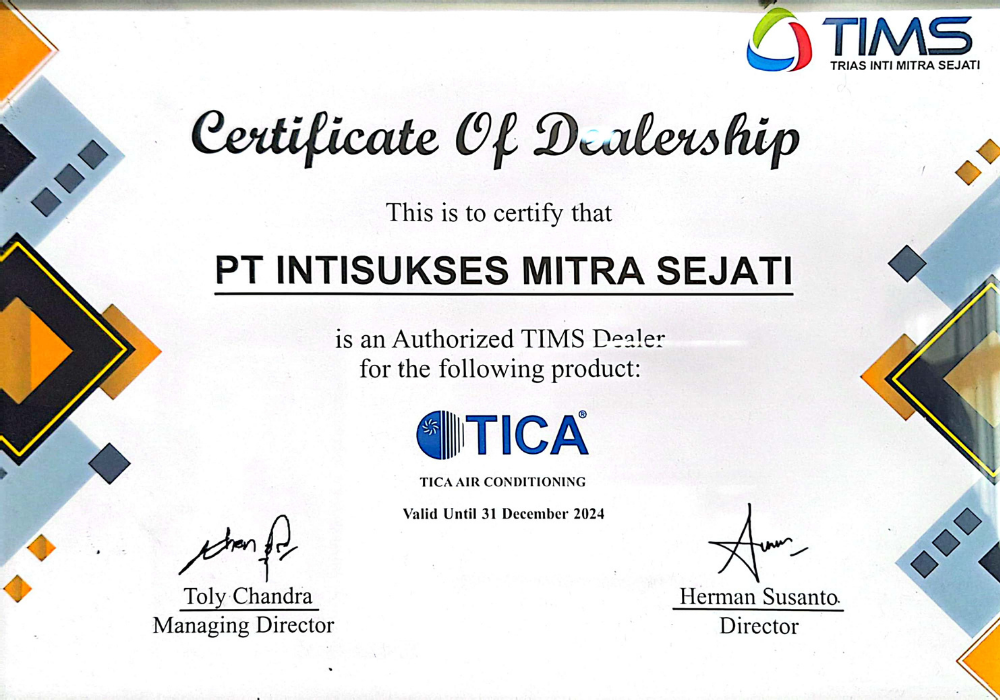 TIMS
TRIAS INTI MITRA SEJATI
Certificate Of Dealership
This is to certify that
PT INTISUKSES MITRA SEJATI
is an Authorized TIMS Dealer
for the following product:
TICA®
TICA AIR CONDITIONING
Valid Until 31 December 2024
Toly Chandra
Managing Director
Herman Susanto
Director